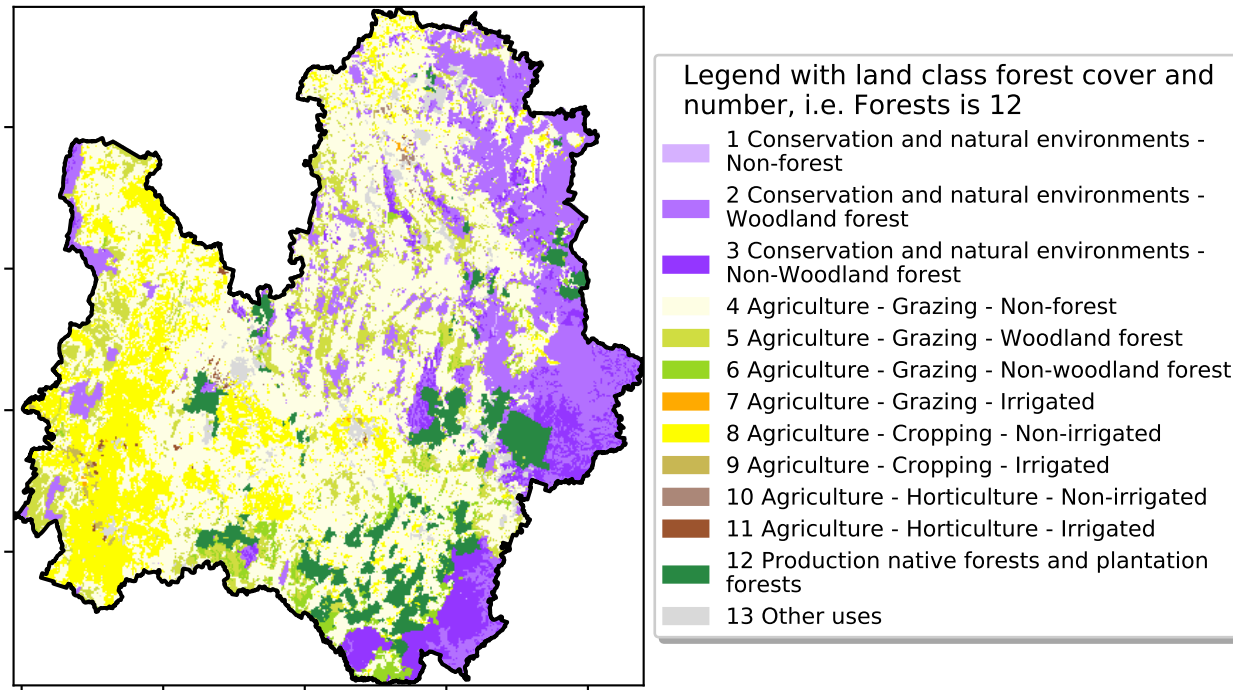 Legend with land class forest cover and
number, i.e. Forests is 12
1 Conservation and natural environments -
Non-forest
2 Conservation and natural environments -
Woodland forest
3 Conservation and natural environments -
Non-Woodland forest
4 Agriculture - Grazing - Non-forest
5 Agriculture - Grazing - Woodland forest
6 Agriculture - Grazing - Non-woodland forest
7 Agriculture - Grazing - Irrigated
8 Agriculture - Cropping - Non-irrigated
9 Agriculture - Cropping - Irrigated
10 Agriculture - Horticulture - Non-irrigated
11 Agriculture - Horticulture - Irrigated
12 Production native forests and plantation
forests
13 Other uses